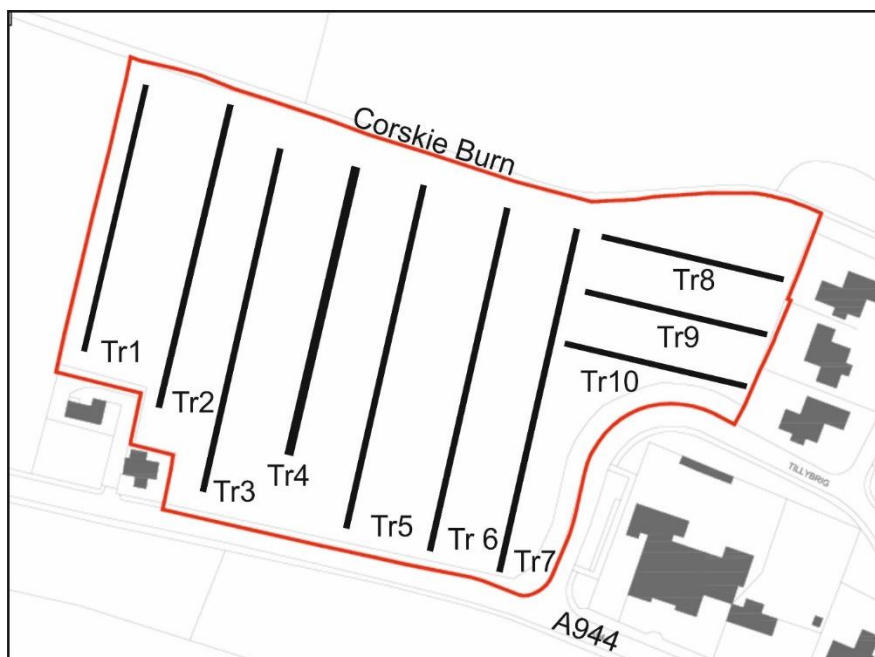 Corskie Burn
Tr8
Tr9
Tr1
Tr10
Tr2
Tr4
Tr3
TILLYBRIG
Tr5
Tr 6
Tr7
A944